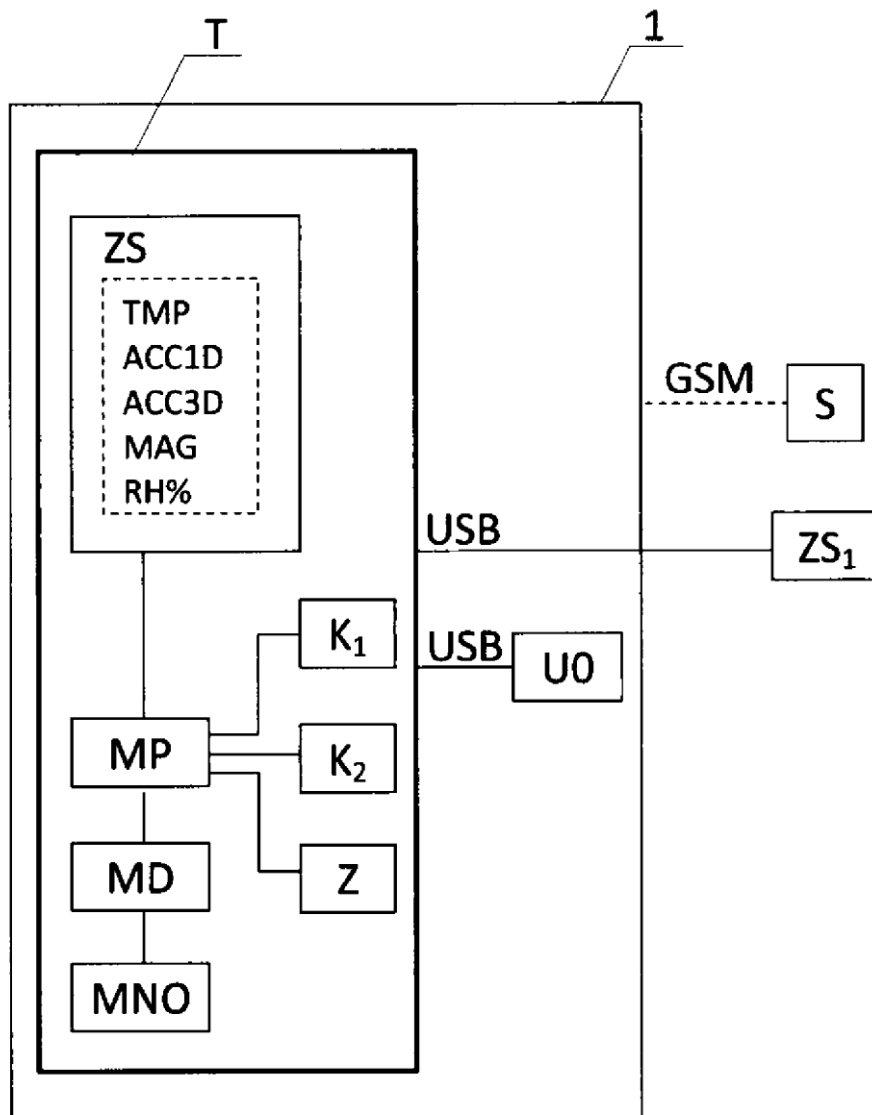 T
1
ZS
TMP
ACC1D
ACC3D
MAG
RH%
GSM
S
USB
ZS₁
K₁
USB
U0
MP
K₂
MD
Z
MNO